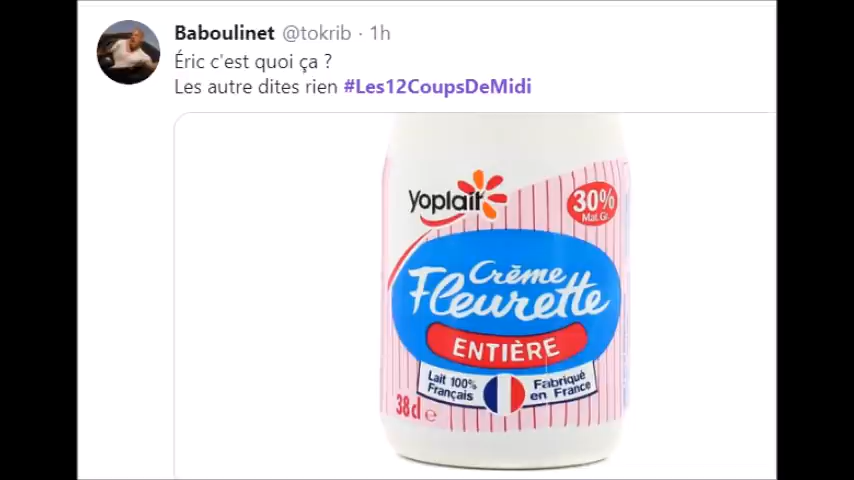 Baboulinet @tokrib · 1h
Éric c'est quoi ça ?
Les autre dites rien #Les12CoupsDeMidi
Yoplait
30%
Mat.Gr.
Crème
Fleurette
ENTIÈRE
Lait 100%
Français
Fabriqué
en France
38cl e